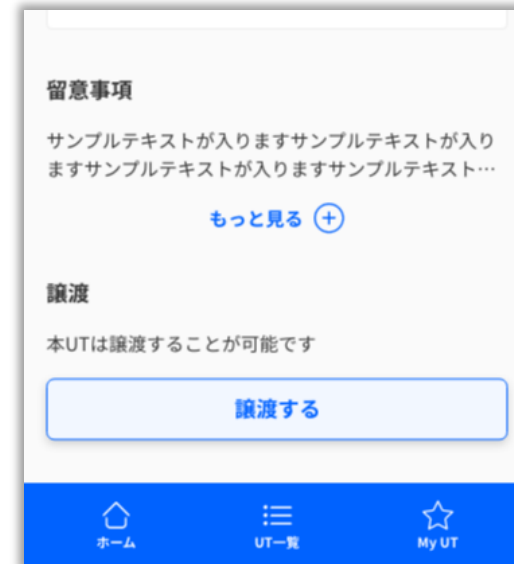 留意事項
サンプルテキストが入りますサンプルテキストが入り
ますサンプルテキストが入りますサンプルテキスト…
もっと見る
譲渡
本UTは譲渡することが可能です
譲渡する
ホーム
UT一覧
My UT